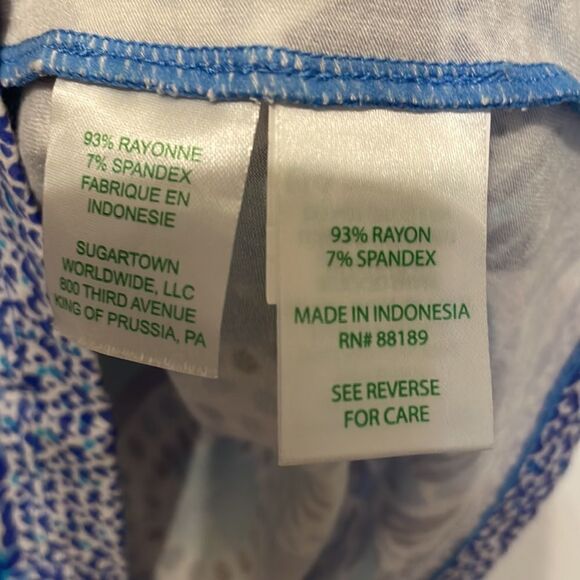 93% RAYONNE
7% SPANDEX
FABRIQUE EN
INDONESIE
SUGARTOWN
WORLDWIDE, LLC
800 THIRD AVENUE
KING OF PRUSSIA, PA
93% RAYON
7% SPANDEX
MADE IN INDONESIA
RN# 88189
SEE REVERSE
FOR CARE